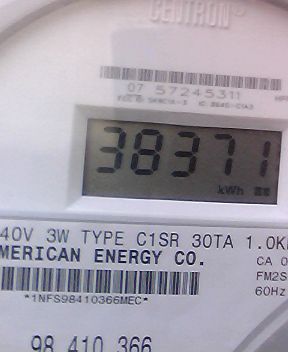 CENTRON®
07 57245311
38371
kWh
40V 3W TYPE C1SR 30TA 1.0K
MERICAN ENERGY CO.
CA 0
FM2S
*1NFS98410366MEC*
60Hz
98 410 366